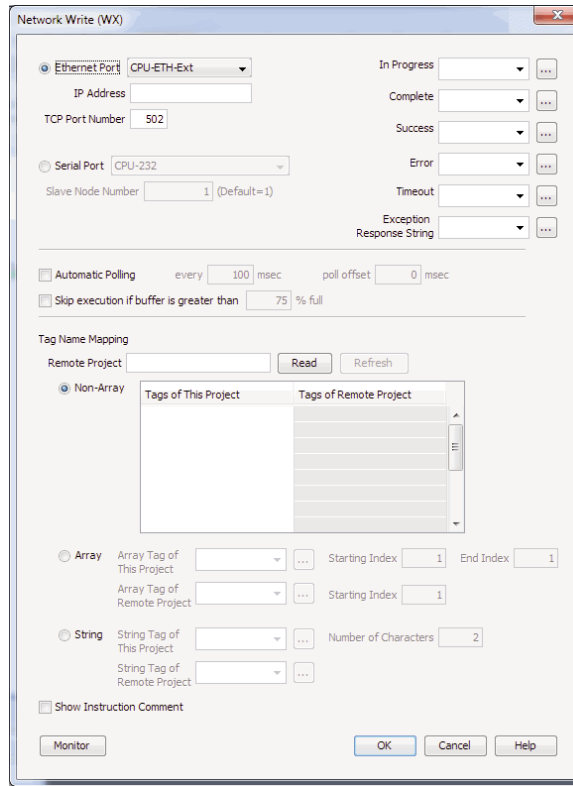 Network Write (WX)
Ethernet Port CPU-ETH-Ext
IP Address
TCP Port Number 502
Serial Port CPU-232
Slave Node Number 1 (Default=1)
In Progress ...
Complete ...
Success ...
Error ...
Timeout ...
Exception
Response String ...
Automatic Polling every 100 msec poll offset 0 msec
Skip execution if buffer is greater than 75 % full
Tag Name Mapping
Remote Project Read Refresh
Non-Array
Tags of This Project Tags of Remote Project
Array Array Tag of
This Project ... Starting Index 1 End Index 1
Array Tag of
Remote Project ... Starting Index 1
String String Tag of
This Project ... Number of Characters 2
String Tag of
Remote Project ...
Show Instruction Comment
Monitor OK Cancel Help